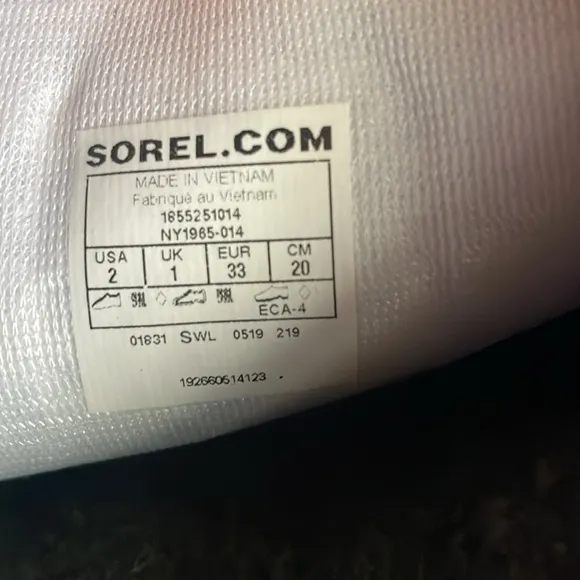 SOREL.COM
MADE IN VIETNAM
Fabriqué au Vietnam
1855251014
NY1965-014
USA UK EUR CM
2 1 33 20
ECA-4
01831 SWL 0519 219
192660514123